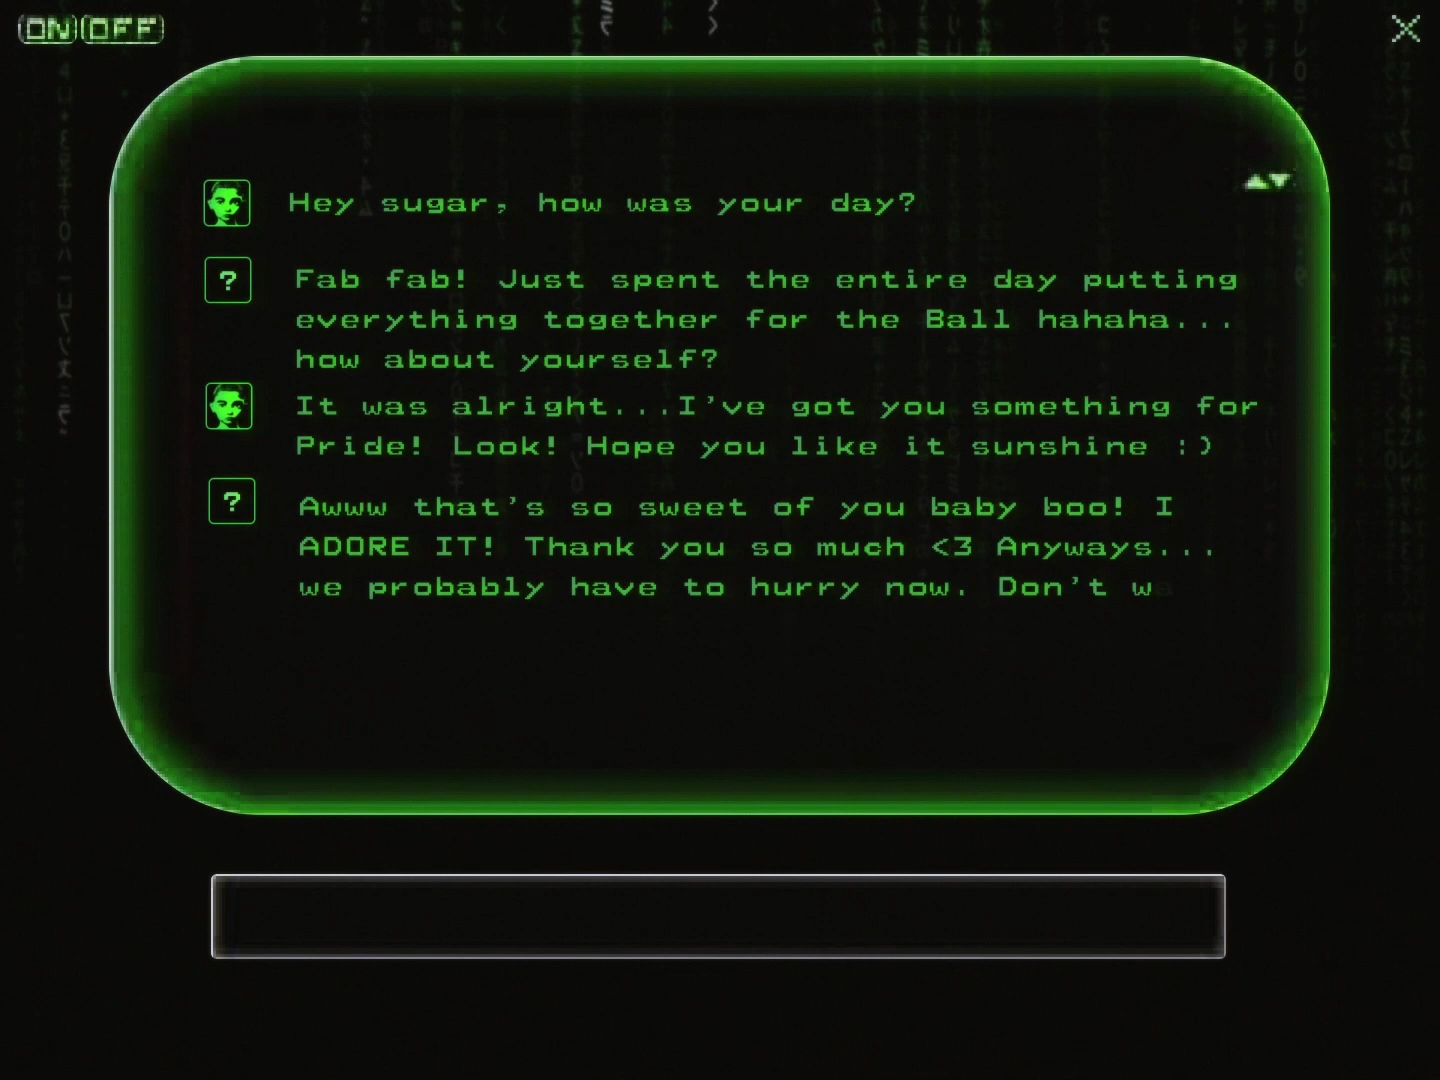 ON OFF
X
Hey sugar, how was your day?
?
Fab fab! Just spent the entire day putting
everything together for the Ball hahaha...
how about yourself?
It was alright...I've got you something for
Pride! Look! Hope you like it sunshine :)
?
Awww that's so sweet of you baby boo! I
ADORE IT! Thank you so much <3 Anyways...
we probably have to hurry now. Don't wa